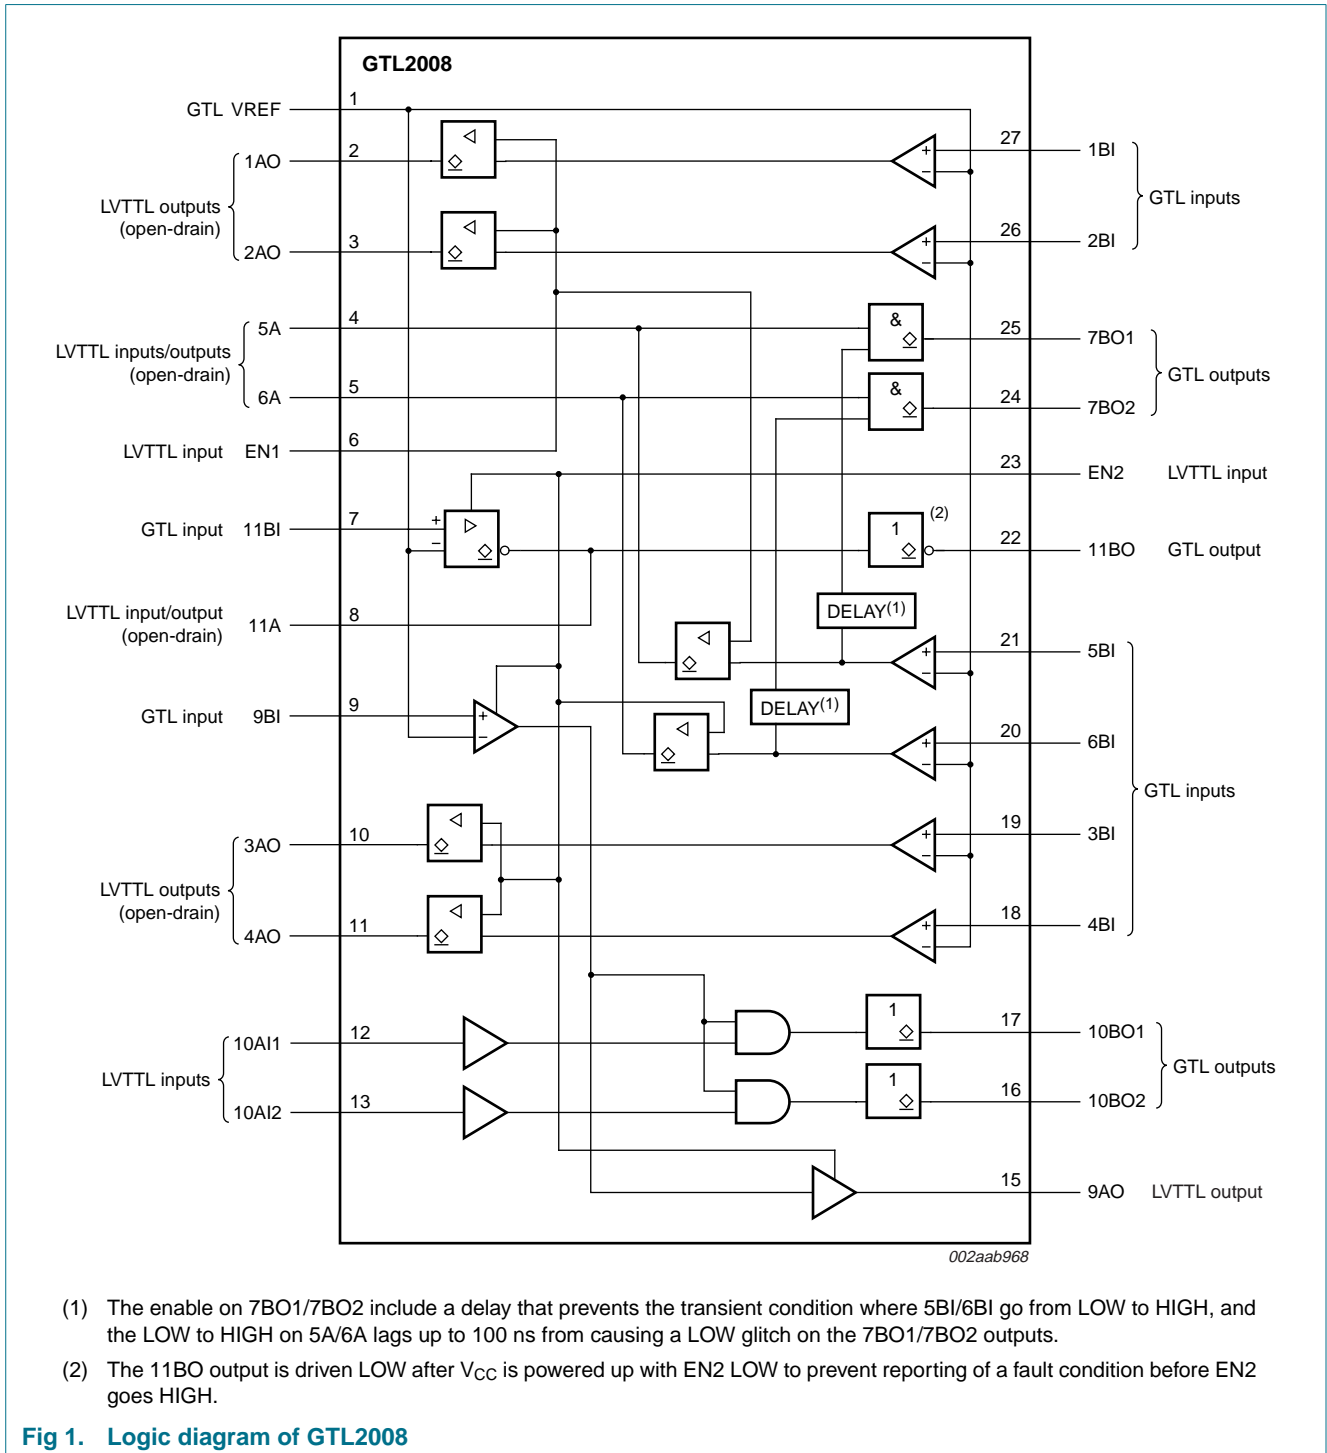 GTL2008
GTL VREF 1
1AO 2
LVTTL outputs
(open-drain)
2AO 3
27 1BI
GTL inputs
26 2BI
+
−
+
−
5A 4
LVTTL inputs/outputs
(open-drain)
6A 5
&
25 7BO1
GTL outputs
&
24 7BO2
LVTTL input EN1 6
23 EN2 LVTTL input
GTL input 11BI 7
+
−
1
(2)
22 11BO GTL output
LVTTL input/output
(open-drain)
11A 8
DELAY(1)
+
−
21 5BI
GTL input 9BI 9
+
−
DELAY(1)
+
−
20 6BI
GTL inputs
3AO 10
LVTTL outputs
(open-drain)
4AO 11
+
−
19 3BI
+
−
18 4BI
10AI1 12
LVTTL inputs
10AI2 13
1
17 10BO1
GTL outputs
1
16 10BO2
15 9AO LVTTL output
002aab968
(1) The enable on 7BO1/7BO2 include a delay that prevents the transient condition where 5BI/6BI go from LOW to HIGH, and
the LOW to HIGH on 5A/6A lags up to 100 ns from causing a LOW glitch on the 7BO1/7BO2 outputs.
(2) The 11BO output is driven LOW after VCC is powered up with EN2 LOW to prevent reporting of a fault condition before EN2
goes HIGH.
Fig 1. Logic diagram of GTL2008